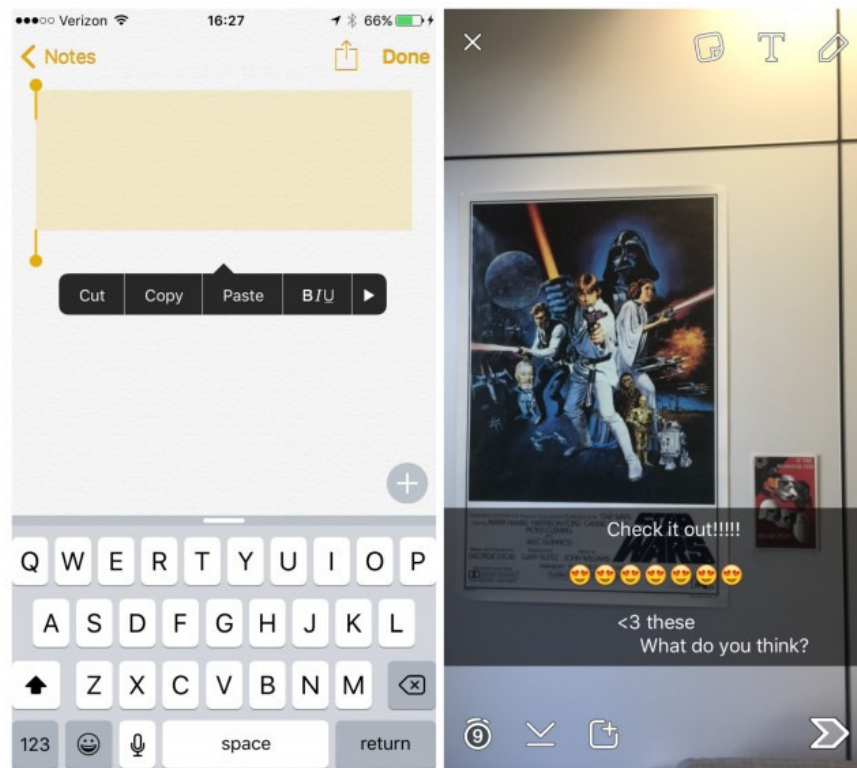 Verizon
16:27
66%
Notes
Done
Cut
Copy
Paste
BIU
Q W E R T Y U I O P
A S D F G H J K L
Z X C V B N M
123
space
return
T
STAR
WARS
Check it out!!!!!
😍😍😍😍😍😍😍
<3 these
What do you think?
9